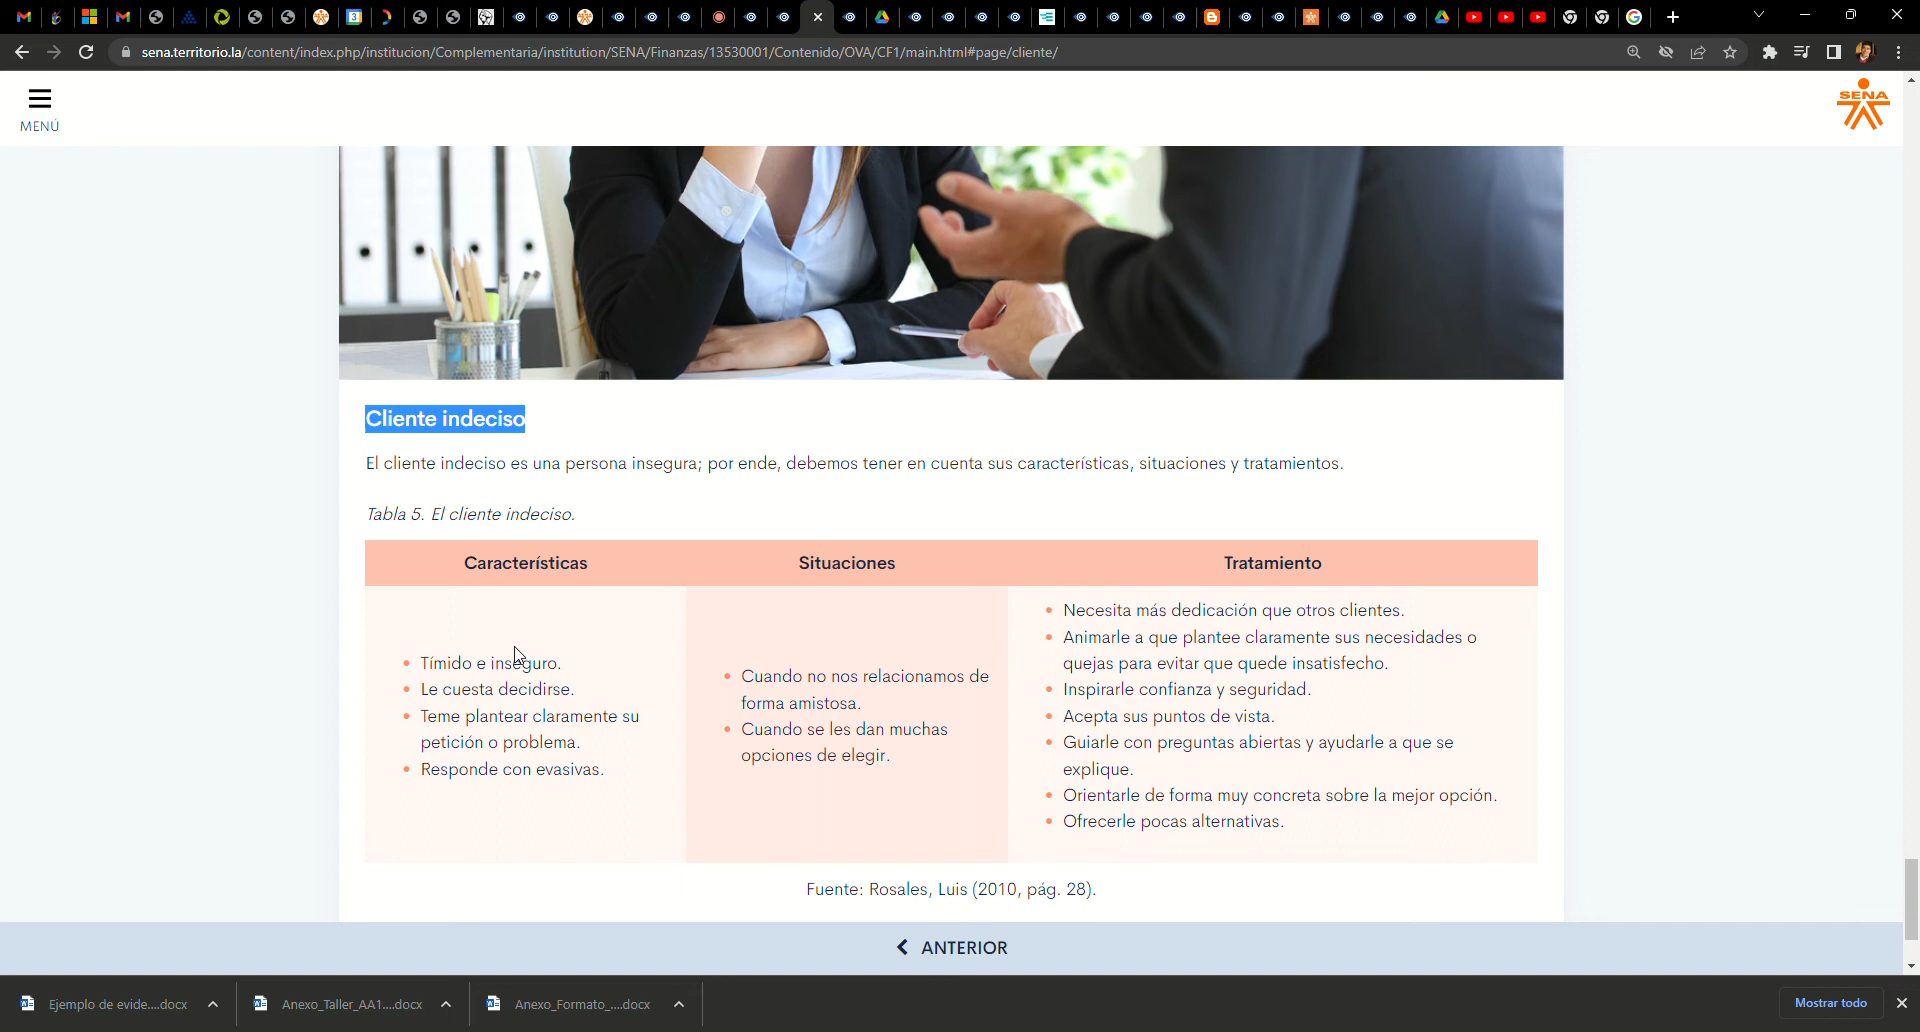 sena.territorio.la/content/index.php/institucion/Complementaria/institution/SENA/Finanzas/13530001/Contenido/OVA/CF1/main.html#page/cliente/
MENÚ
SENA
Cliente indeciso
El cliente indeciso es una persona insegura; por ende, debemos tener en cuenta sus características, situaciones y tratamientos.
Tabla 5. El cliente indeciso.
Características
Situaciones
Tratamiento
Tímido e inseguro.
Le cuesta decidirse.
Teme plantear claramente su
petición o problema.
Responde con evasivas.
Cuando no nos relacionamos de
forma amistosa.
Cuando se les dan muchas
opciones de elegir.
Necesita más dedicación que otros clientes.
Animarle a que plantee claramente sus necesidades o
quejas para evitar que quede insatisfecho.
Inspirarle confianza y seguridad.
Acepta sus puntos de vista.
Guiarle con preguntas abiertas y ayudarle a que se
explique.
Orientarle de forma muy concreta sobre la mejor opción.
Ofrecerle pocas alternativas.
Fuente: Rosales, Luis (2010, pág. 28).
ANTERIOR
Ejemplo de evide....docx
Anexo_Taller_AA1....docx
Anexo_Formato_....docx
Mostrar todo